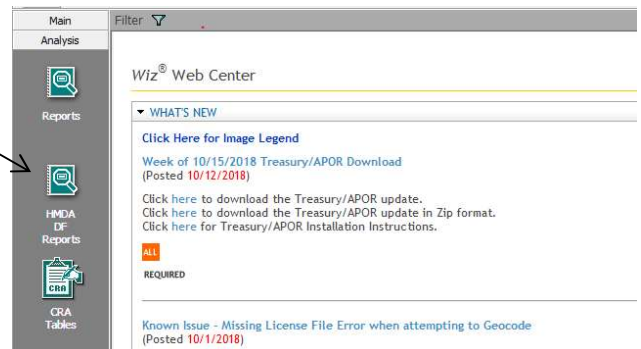 Main
Analysis
Reports
HMDA
DF
Reports
CRA
CRA
Tables
Filter
Wiz® Web Center
WHAT'S NEW
Click Here for Image Legend
Week of 10/15/2018 Treasury/APOR Download
(Posted 10/12/2018)
Click here to download the Treasury/APOR update.
Click here to download the Treasury/APOR update in Zip format.
Click here for Treasury/APOR Installation Instructions.
ALL
REQUIRED
Known Issue - Missing License File Error when attempting to Geocode
(Posted 10/1/2018)